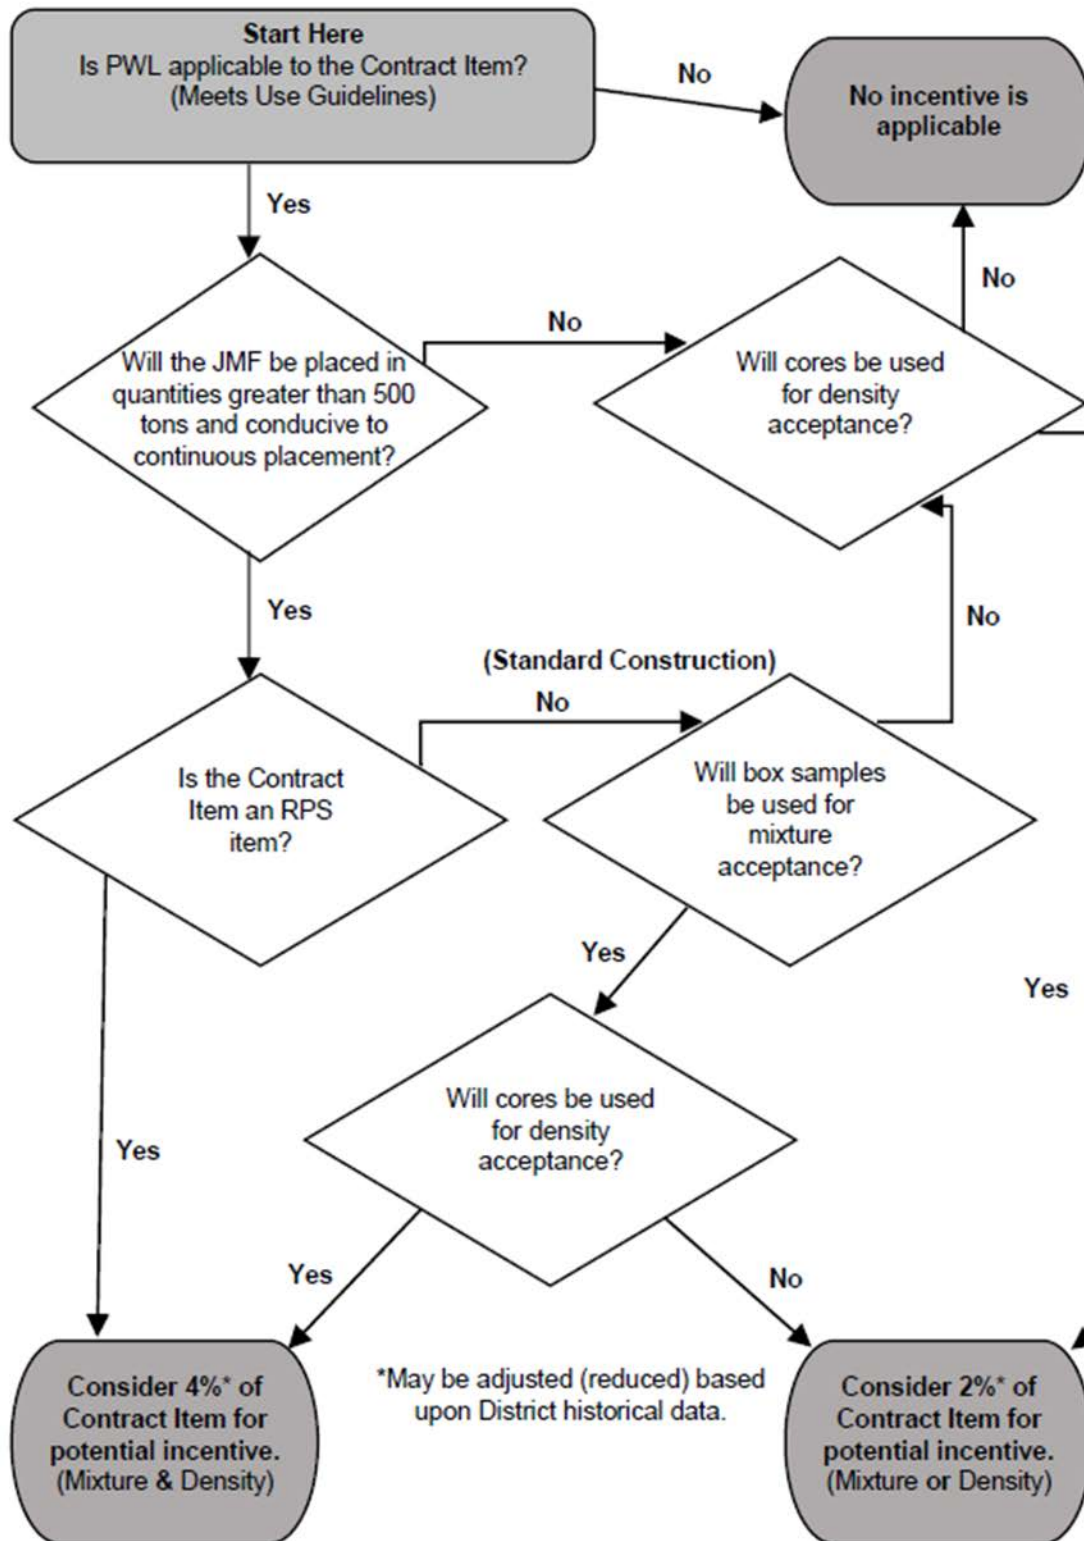 Start Here
Is PWL applicable to the Contract Item?
(Meets Use Guidelines)
No
No incentive is
applicable
Yes
No
No
Will the JMF be placed in
quantities greater than 500
tons and conducive to
continuous placement?
Will cores be used
for density
acceptance?
Yes
No
(Standard Construction)
No
Is the Contract
Item an RPS
item?
Will box samples
be used for
mixture
acceptance?
Yes
Yes
Will cores be used
for density
acceptance?
Yes
Yes
No
Consider 4%* of
Contract Item for
potential incentive.
(Mixture & Density)
*May be adjusted (reduced) based
upon District historical data.
Consider 2%* of
Contract Item for
potential incentive.
(Mixture or Density)